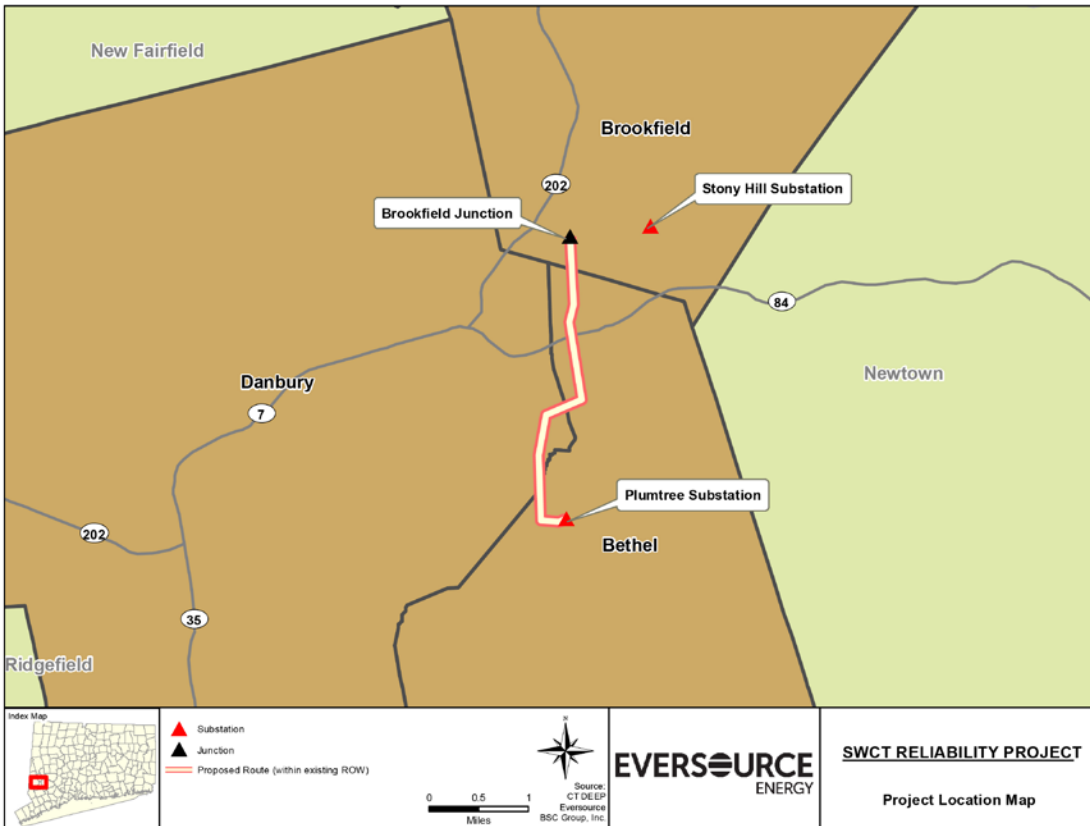 New Fairfield
Brookfield
202
Stony Hill Substation
Brookfield Junction
84
Newtown
Danbury
7
Plumtree Substation
202
Bethel
35
Ridgefield
Index Map
Substation
Junction
Proposed Route (within existing ROW)
N
0 0.5 1
Miles
Source:
CT DEEP
Eversource
BSC Group, Inc.
EVERSOURCE
ENERGY
SWCT RELIABILITY PROJECT
Project Location Map